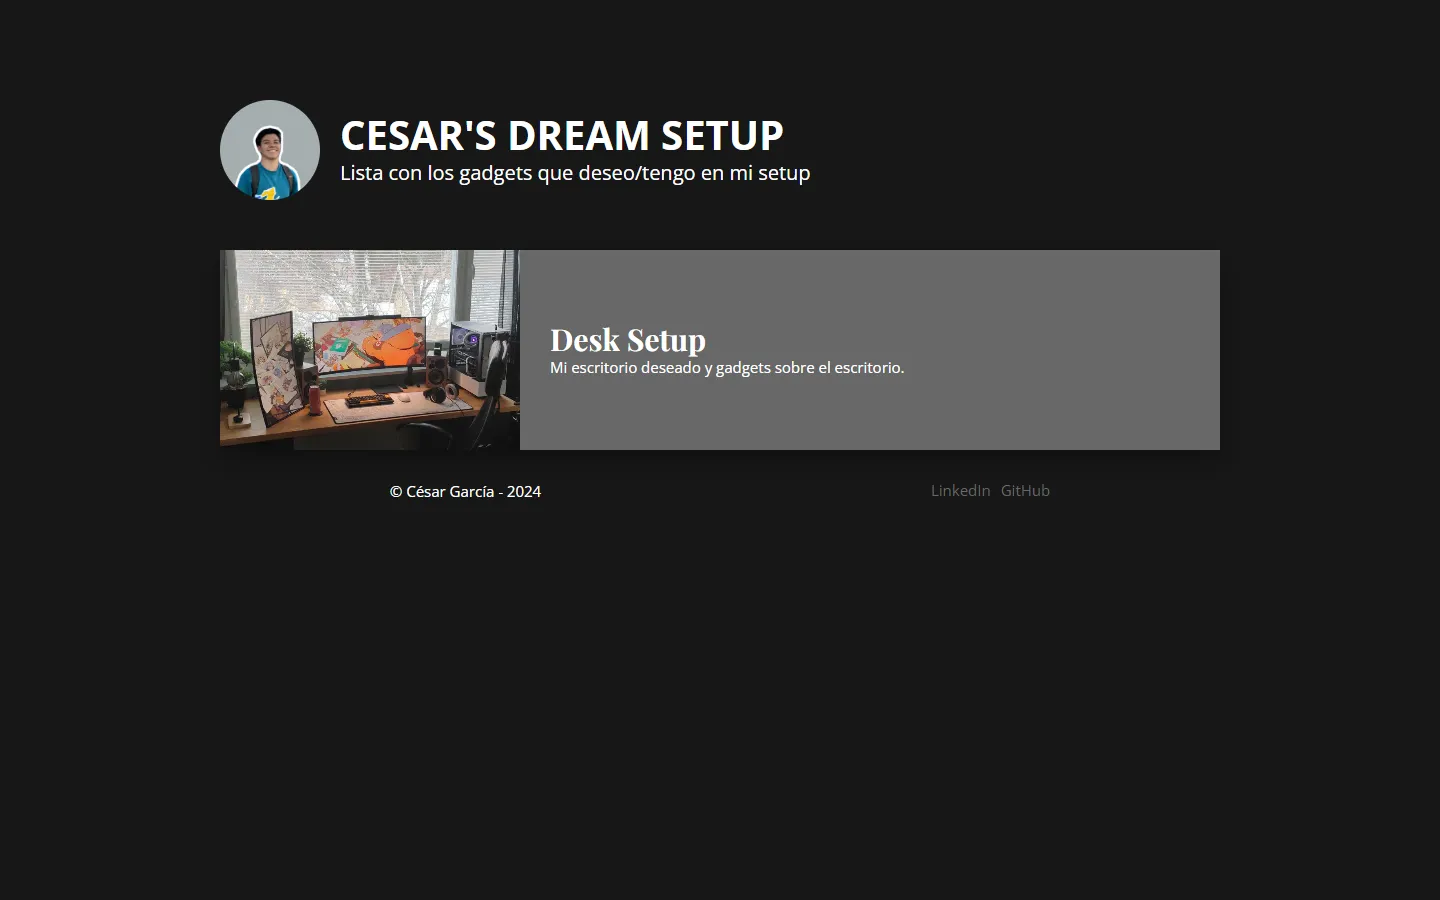 CESAR'S DREAM SETUP
Lista con los gadgets que deseo/tengo en mi setup
Desk Setup
Mi escritorio deseado y gadgets sobre el escritorio.
© César García - 2024
LinkedIn GitHub